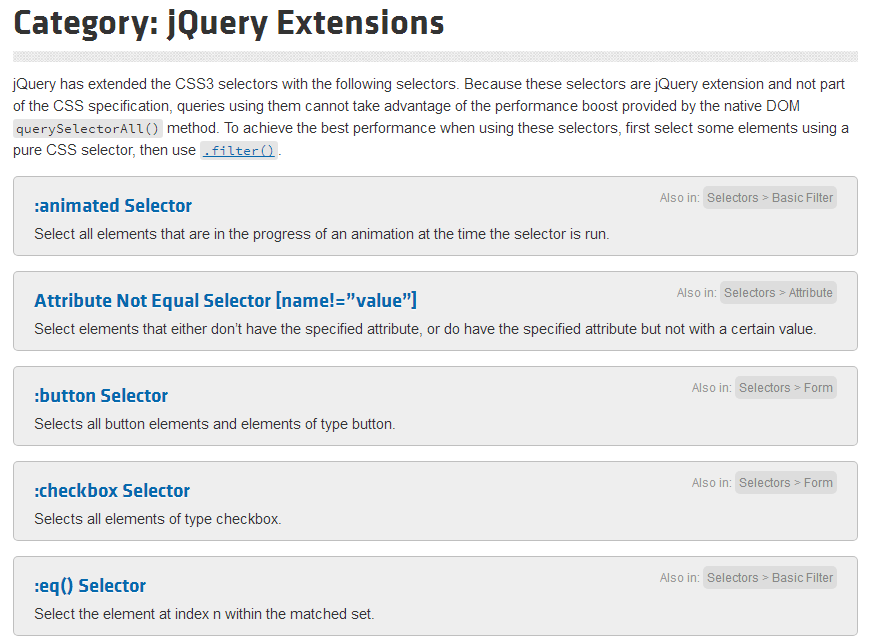 Category: jQuery Extensions
jQuery has extended the CSS3 selectors with the following selectors. Because these selectors are jQuery extension and not part
of the CSS specification, queries using them cannot take advantage of the performance boost provided by the native DOM
querySelectorAll() method. To achieve the best performance when using these selectors, first select some elements using a
pure CSS selector, then use .filter().
:animated Selector
Also in: Selectors > Basic Filter
Select all elements that are in the progress of an animation at the time the selector is run.
Attribute Not Equal Selector [name!=”value”]
Also in: Selectors > Attribute
Select elements that either don’t have the specified attribute, or do have the specified attribute but not with a certain value.
:button Selector
Also in: Selectors > Form
Selects all button elements and elements of type button.
:checkbox Selector
Also in: Selectors > Form
Selects all elements of type checkbox.
:eq() Selector
Also in: Selectors > Basic Filter
Select the element at index n within the matched set.